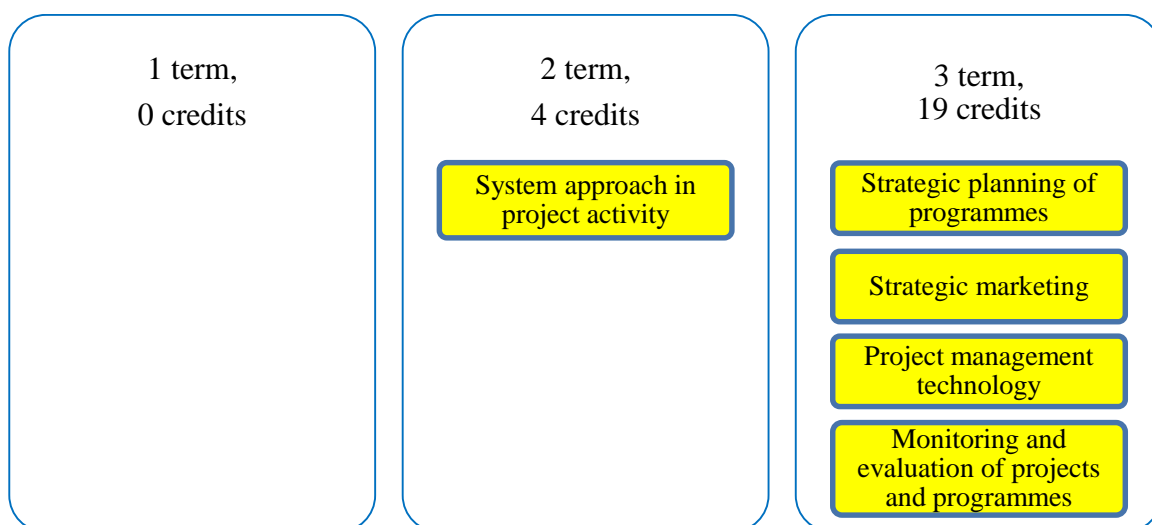 1 term,
0 credits
2 term,
4 credits
System approach in
project activity
3 term,
19 credits
Strategic planning of
programmes
Strategic marketing
Project management
technology
Monitoring and
evaluation of projects
and programmes